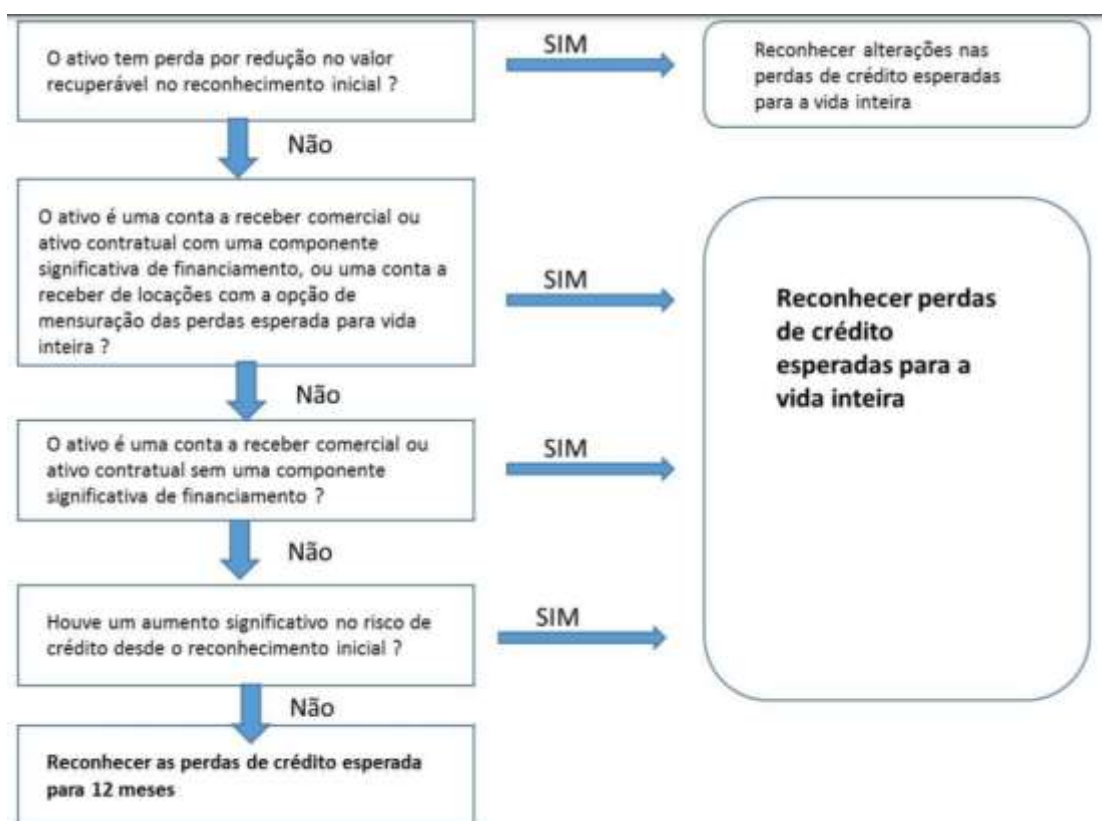 O ativo tem perda por redução no valor
recuperável no reconhecimento inicial ?
SIM
Reconhecer alterações nas
perdas de crédito esperadas
para a vida inteira
Não
O ativo é uma conta a receber comercial ou
ativo contratual com uma componente
significativa de financiamento, ou uma conta a
receber de locações com a opção de
mensuração das perdas esperada para vida
inteira ?
SIM
Reconhecer perdas
de crédito
esperadas para a
vida inteira
Não
O ativo é uma conta a receber comercial ou
ativo contratual sem uma componente
significativa de financiamento ?
SIM
Não
Houve um aumento significativo no risco de
crédito desde o reconhecimento inicial ?
SIM
Não
Reconhecer as perdas de crédito esperada
para 12 meses